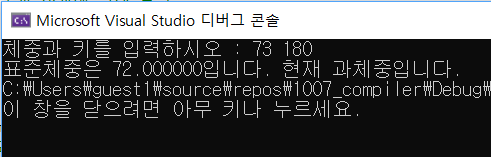 Microsoft Visual Studio 디버그 콘솔
체중과 키를 입력하시오 : 73 180
표준체중은 72.000000입니다. 현재 과체중입니다.
C:\Users\guest1\source\repos\1007_compiler\Debug\
이 창을 닫으려면 아무 키나 누르세요.